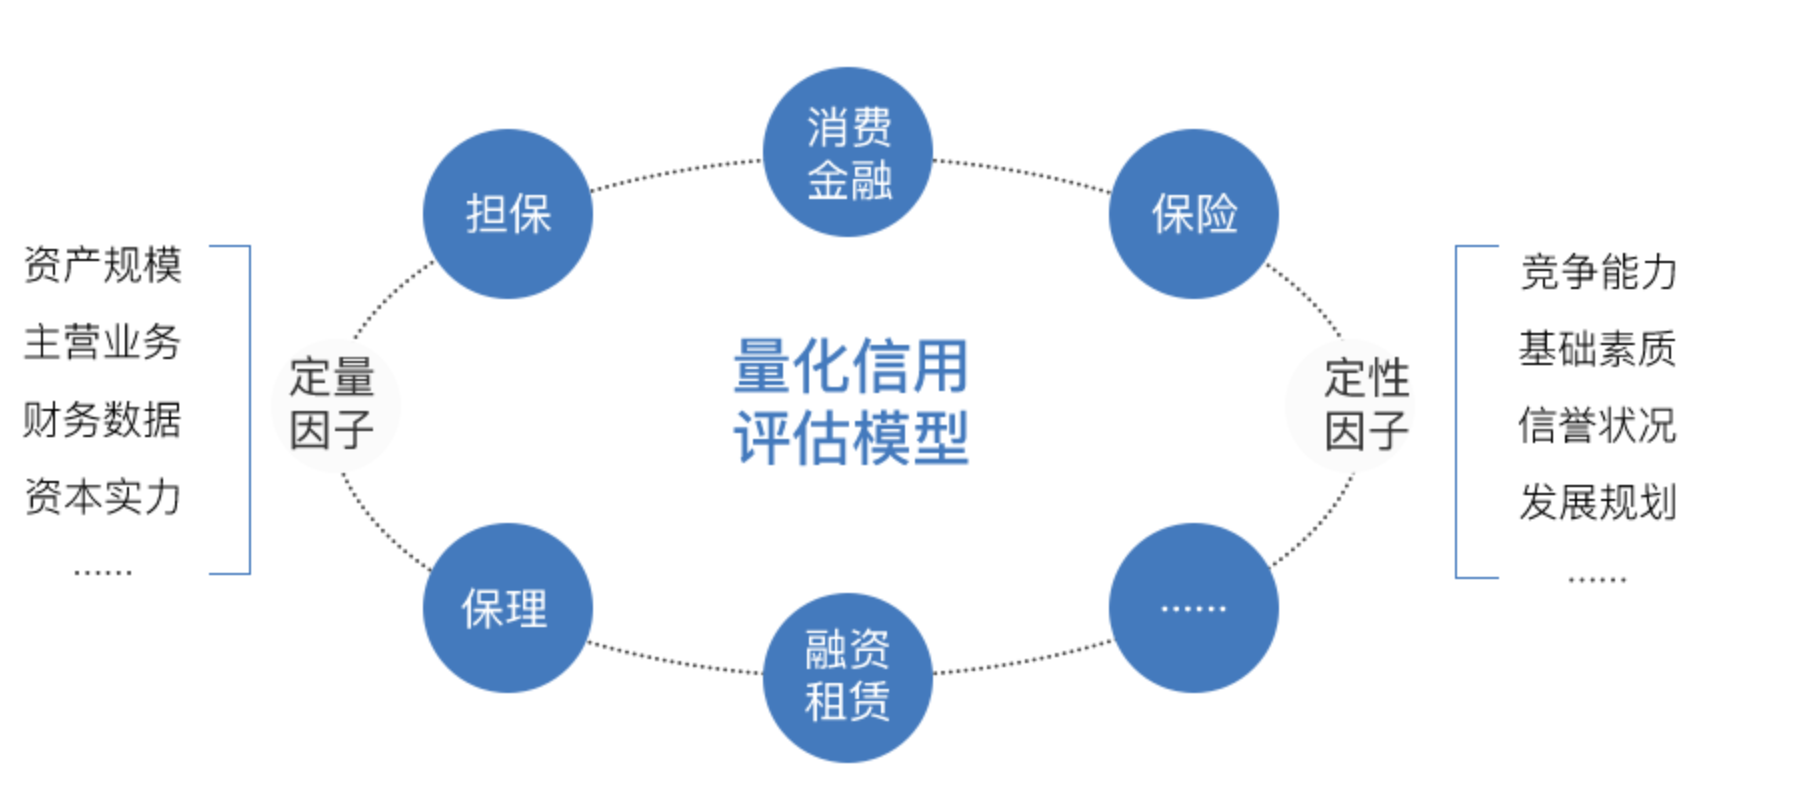 消费
金融
担保
保险
资产规模
主营业务
财务数据
资本实力
……
定量
因子
量化信用
评估模型
定性
因子
竞争能力
基础素质
信誉状况
发展规划
……
保理
融资
租赁
……